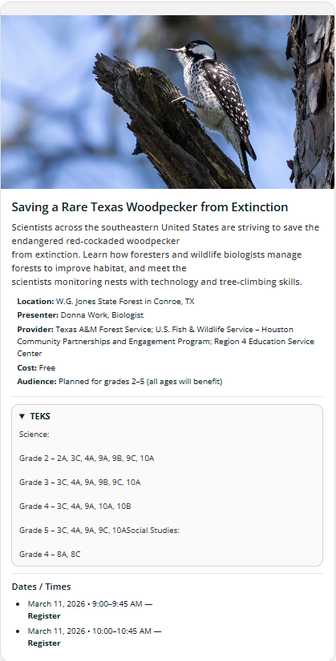 Saving a Rare Texas Woodpecker from Extinction
Scientists across the southeastern United States are striving to save the
endangered red-cockaded woodpecker
from extinction. Learn how foresters and wildlife biologists manage
forests to improve habitat, and meet the
scientists monitoring nests with technology and tree-climbing skills.
Location: W.G. Jones State Forest in Conroe, TX
Presenter: Donna Work, Biologist
Provider: Texas A&M Forest Service; U.S. Fish & Wildlife Service – Houston
Community Partnerships and Engagement Program; Region 4 Education Service
Center
Cost: Free
Audience: Planned for grades 2–5 (all ages will benefit)
▼ TEKS
Science:
Grade 2 – 2A, 3C, 4A, 9A, 9B, 9C, 10A
Grade 3 – 3C, 4A, 9A, 9B, 9C, 10A
Grade 4 – 3C, 4A, 9A, 10A, 10B
Grade 5 – 3C, 4A, 9A, 9C, 10ASocial Studies:
Grade 4 – 8A, 8C
Dates / Times
• March 11, 2026 • 9:00–9:45 AM —
Register
• March 11, 2026 • 10:00–10:45 AM —
Register